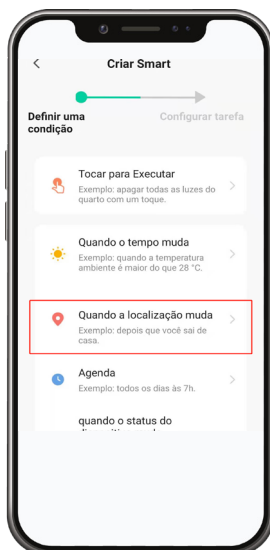 Criar Smart
Definir uma
condição
Configurar tarefa
Tocar para Executar
Exemplo: apagar todas as luzes do
quarto com um toque.
Quando o tempo muda
Exemplo: quando a temperatura
ambiente é maior do que 28 °C.
Quando a localização muda
Exemplo: depois que você sai de
casa.
Agenda
Exemplo: todos os dias às 7h.
quando o status do